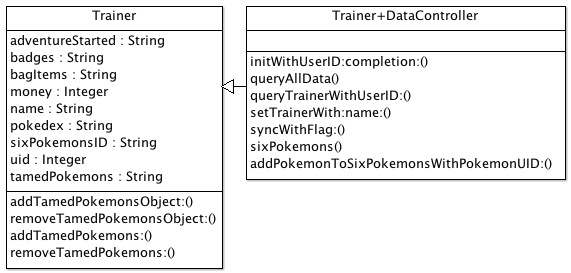 Trainer
adventureStarted : String
badges : String
bagItems : String
money : Integer
name : String
pokedex : String
sixPokemonsID : String
uid : Integer
tamedPokemons : String
addTamedPokemonsObject:()
removeTamedPokemonsObject:()
addTamedPokemons:()
removeTamedPokemons:()
Trainer+DataController
initWithUserID:completion:()
queryAllData()
queryTrainerWithUserID:()
setTrainerWith:name:()
syncWithFlag:()
sixPokemons()
addPokemonToSixPokemonsWithPokemonUID:()